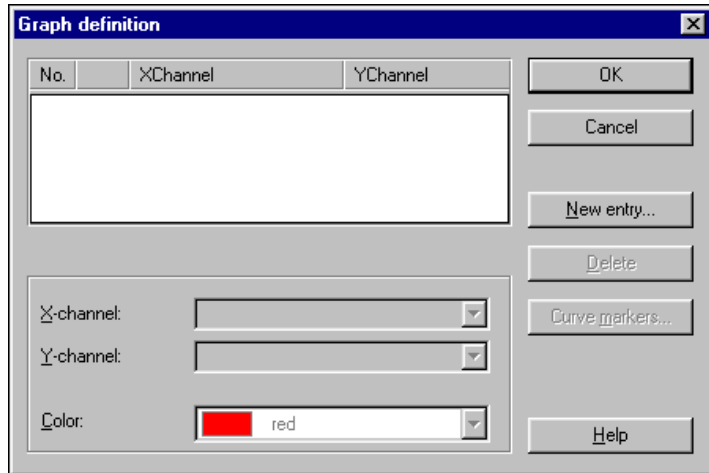 Graph definition
No. XChannel YChannel
OK
Cancel
New entry...
Delete
Curve markers...
X-channel:
Y-channel:
Color: red
Help